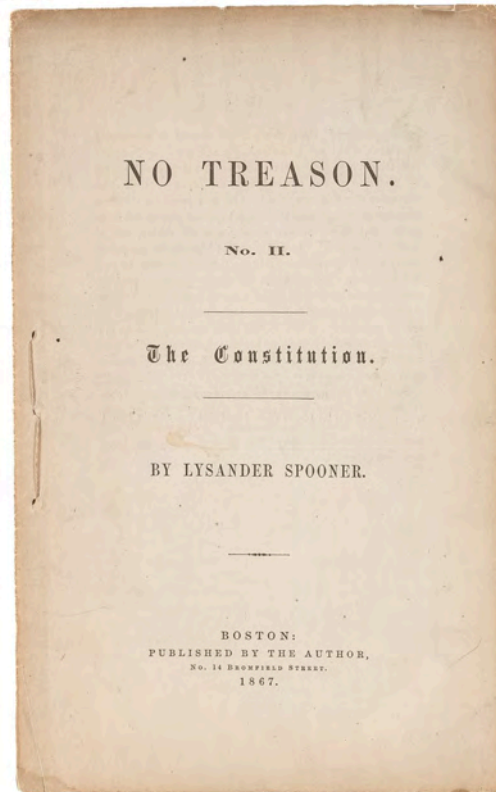 NO TREASON.
No. II.
The Constitution.
BY LYSANDER SPOONER.
BOSTON:
PUBLISHED BY THE AUTHOR,
No. 14 Bromfield Street.
1867.